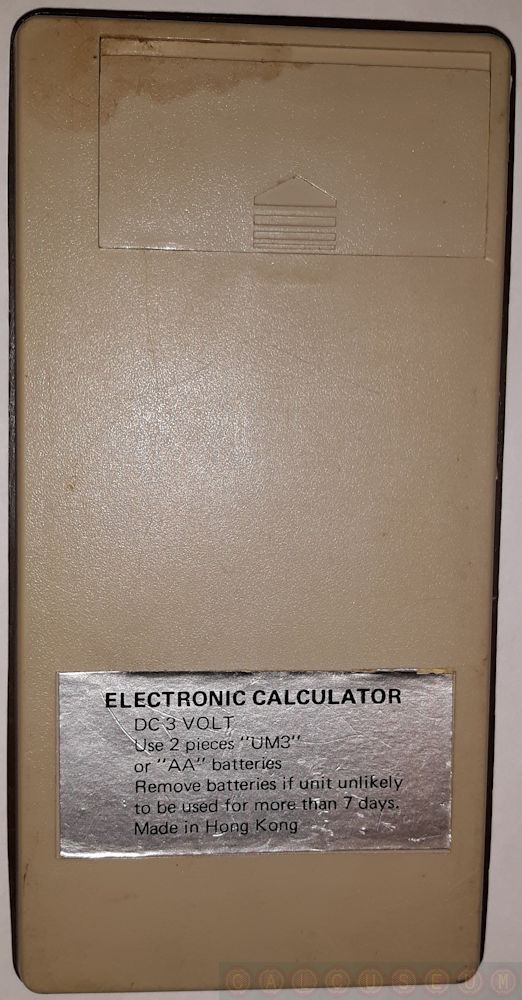 ELECTRONIC CALCULATOR
DC 3 VOLT
Use 2 pieces "UM3"
or "AA" batteries
Remove batteries if unit unlikely
to be used for more than 7 days.
Made in Hong Kong
CALCUSEUM